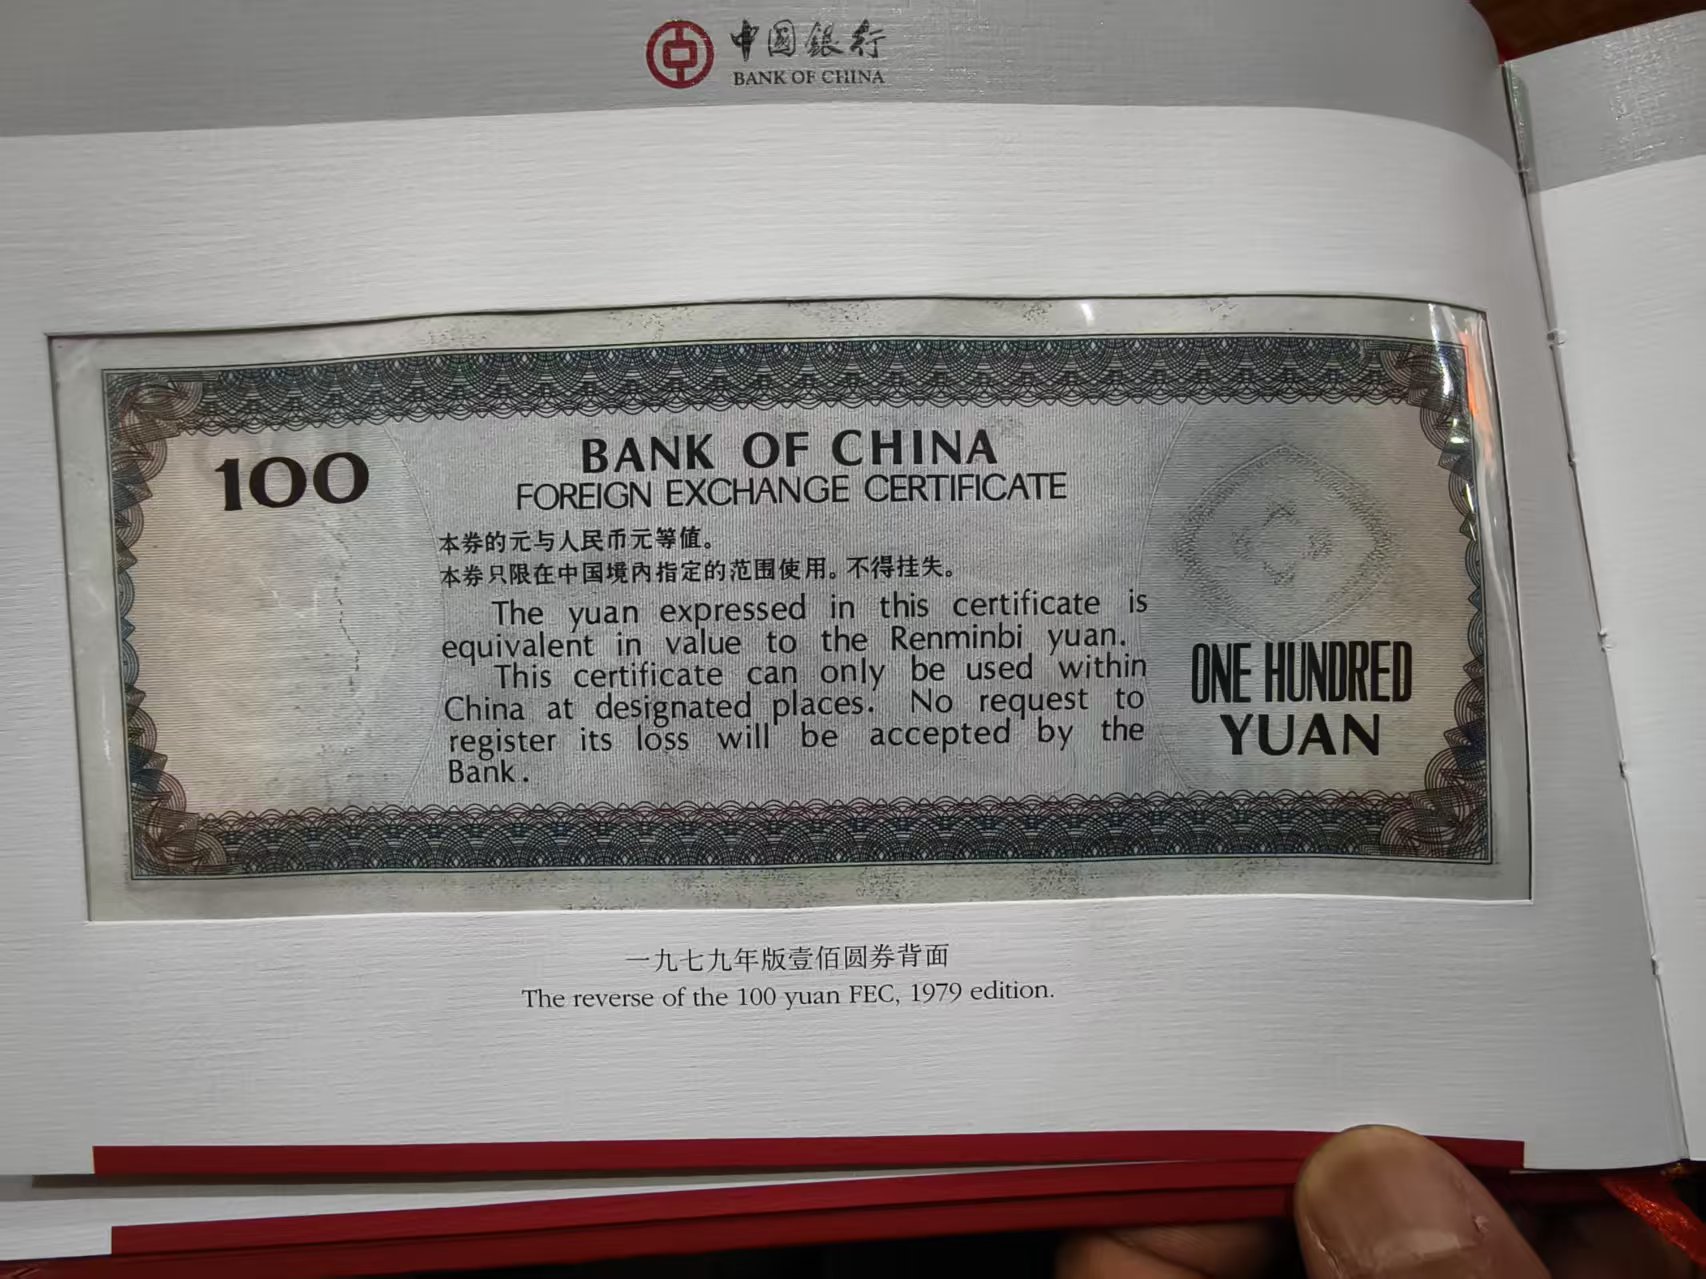 中国銀行
BANK OF CHINA
100
BANK OF CHINA
FOREIGN EXCHANGE CERTIFICATE
本券的元与人民币元等值。
本券只限在中国境内指定的范围使用。不得挂失。
The yuan expressed in this certificate is
equivalent in value to the Renminbi yuan.
This certificate can only be used within
China at designated places. No request to
register its loss will be accepted by the
Bank.
ONE HUNDRED
YUAN
一九七九年版壹佰圆券背面
The reverse of the 100 yuan FEC, 1979 edition.